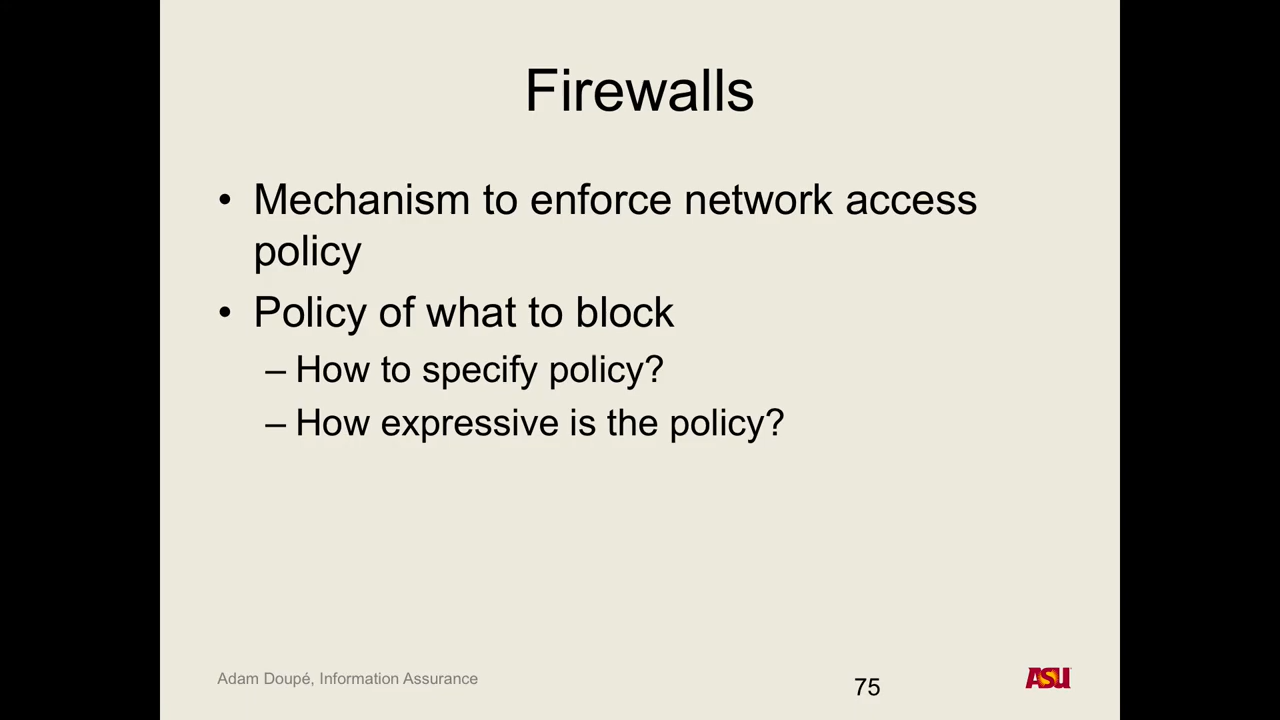 Firewalls
• Mechanism to enforce network access
policy
• Policy of what to block
– How to specify policy?
– How expressive is the policy?
Adam Doupé, Information Assurance
75
ASU